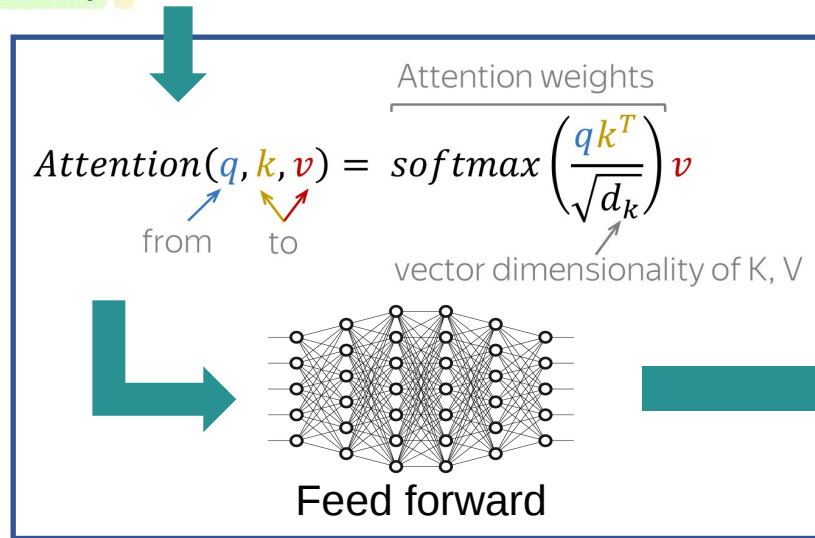 Attention weights
Attention(q, k, v) = softmax(qk^T / √d_k) v
from to
vector dimensionality of K, V
Feed forward